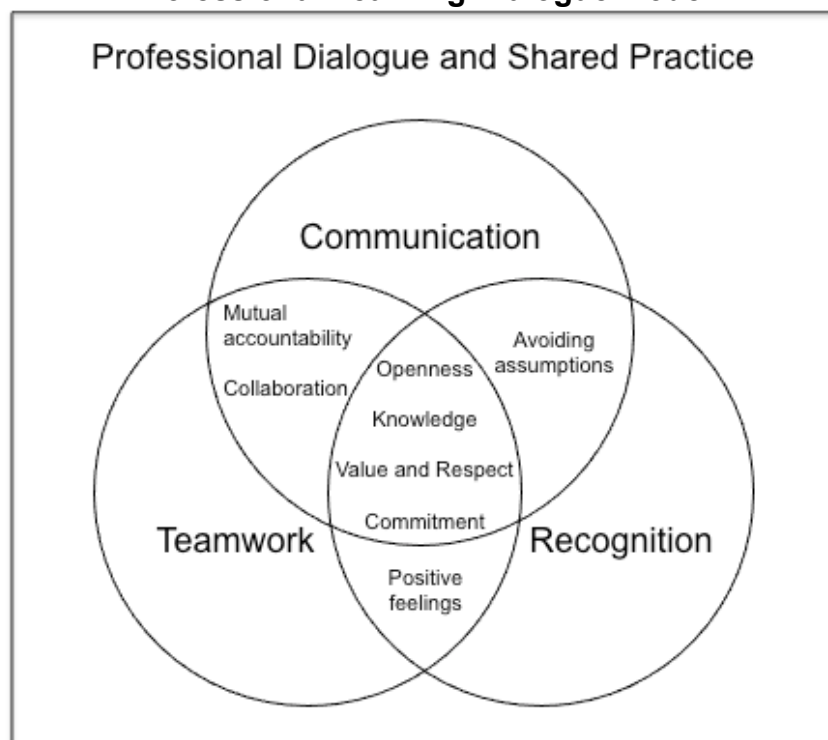 Professional Dialogue and Shared Practice
Communication
Mutual
accountability
Avoiding
assumptions
Openness
Collaboration
Knowledge
Value and Respect
Commitment
Teamwork
Recognition
Positive
feelings